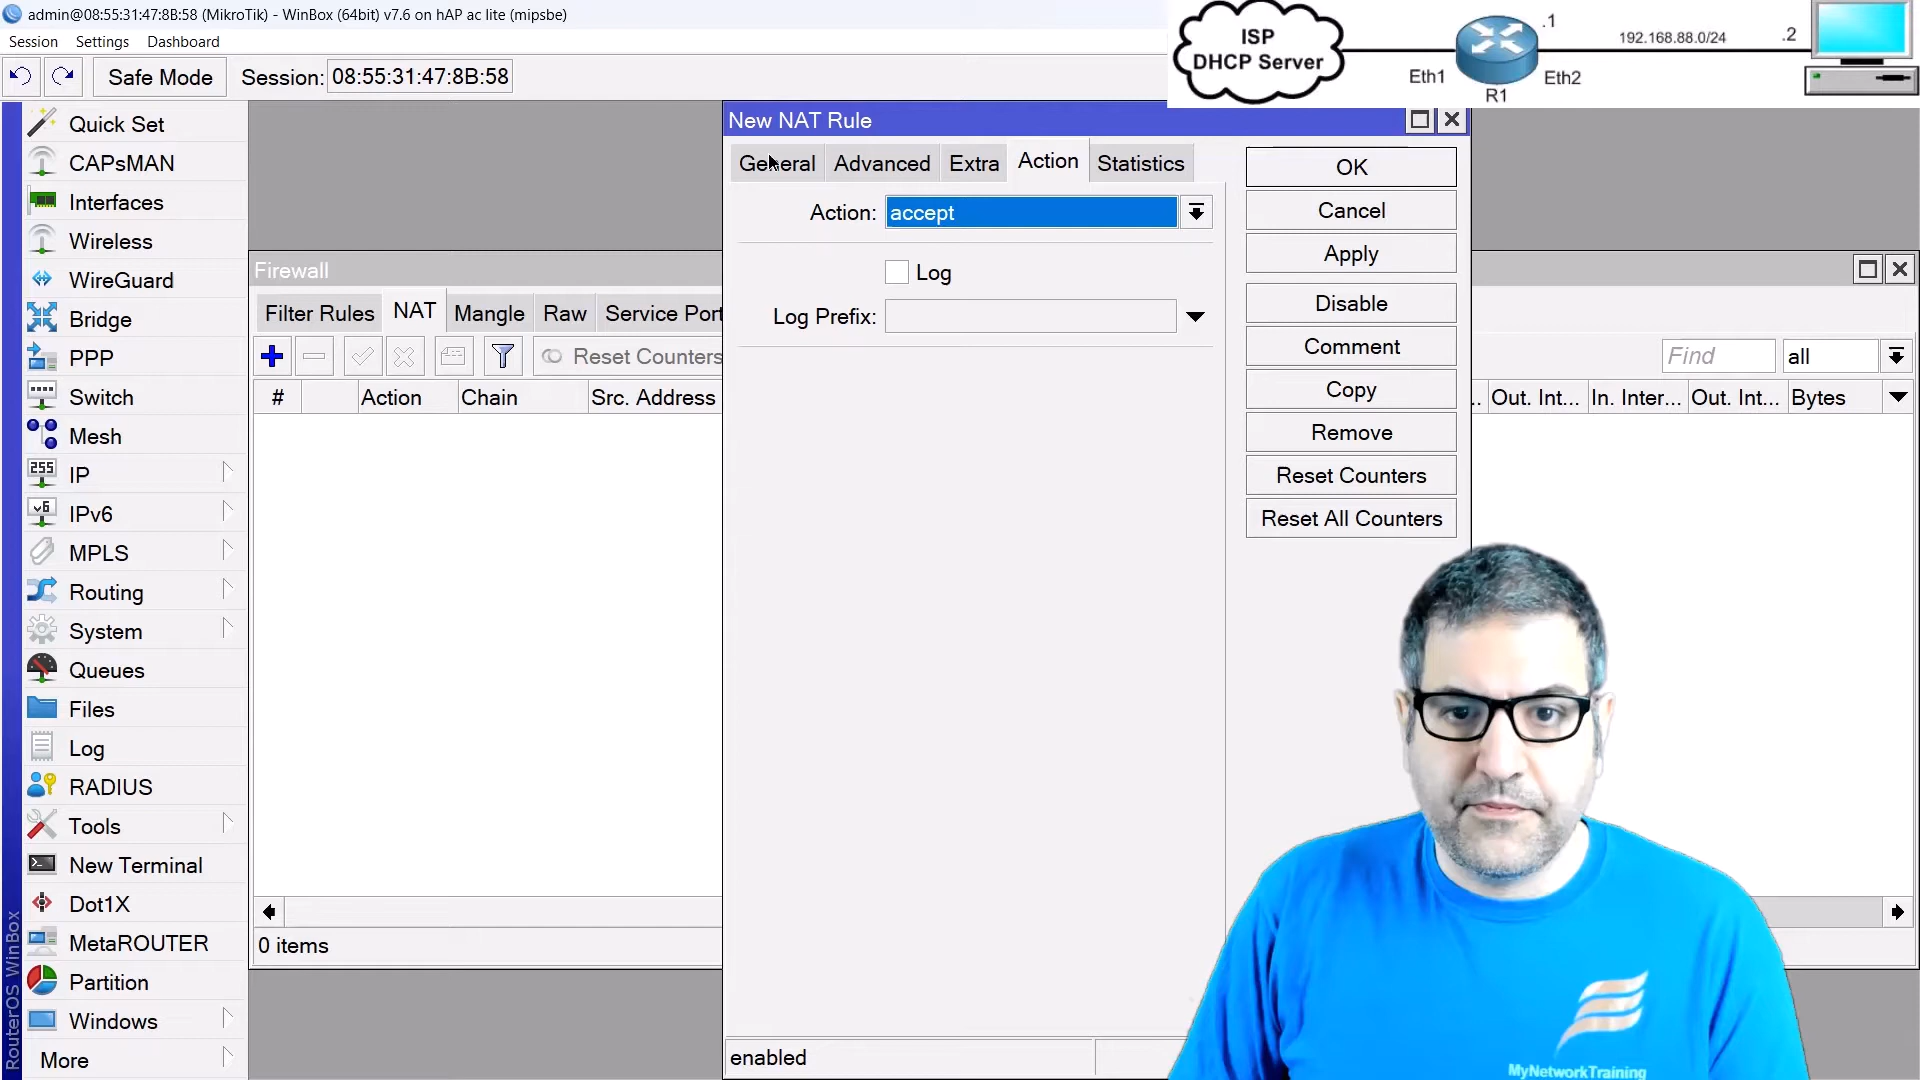 admin@08:55:31:47:8B:58 (MikroTik) - WinBox (64bit) v7.6 on hAP ac lite (mipsbe)
Session Settings Dashboard
Safe Mode Session: 08:55:31:47:8B:58
ISP
DHCP Server
Eth1
R1
.1
Eth2
192.168.88.0/24
.2
Quick Set
CAPsMAN
Interfaces
Wireless
WireGuard
Bridge
PPP
Switch
Mesh
255
IP
v6
IPv6
MPLS
Routing
System
Queues
Files
Log
RADIUS
Tools
New Terminal
Dot1X
MetaROUTER
Partition
Windows
More
RouterOS WinBox
Firewall
Filter Rules NAT Mangle Raw Service Port
Reset Counters
Find
all
# Action Chain Src. Address
.. Out. Int... In. Inter... Out. Int... Bytes
0 items
New NAT Rule
General Advanced Extra Action Statistics
Action: accept
Log
Log Prefix:
OK
Cancel
Apply
Disable
Comment
Copy
Remove
Reset Counters
Reset All Counters
enabled
MyNetworkTraining